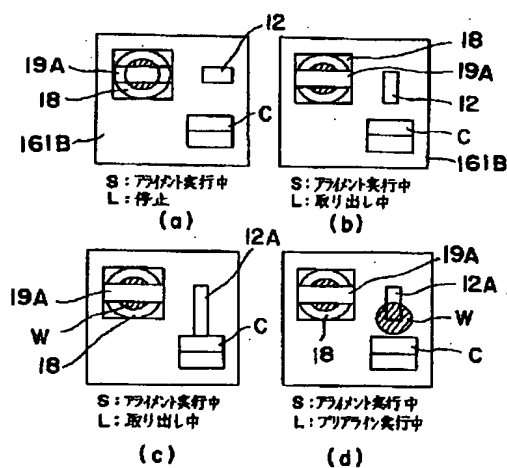 12
19A
18
C
161B
S:アライメント実行中
L:停止
(a)
18
19A
12
C
161B
S:アライメント実行中
L:取り出し中
(b)
12A
19A
W
18
C
S:アライメント実行中
L:取り出し中
(c)
19A
12A
W
18
C
S:アライメント実行中
L:プリアライン実行中
(d)